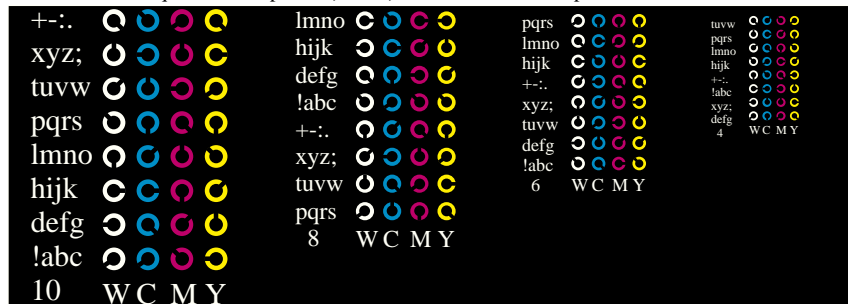 +-:.
xyz;
tuvw
pqrs
lmno
hijk
defg
!abc
10 W C M Y
lmno
hijk
defg
!abc
+-:.
xyz;
tuvw
pqrs
8 W C M Y
pqrs
lmno
hijk
+-:.
xyz;
tuvw
defg
!abc
6 W C M Y
tuvw
pqrs
lmno
hijk
+-:.
!abc
xyz;
defg
4 W C M Y